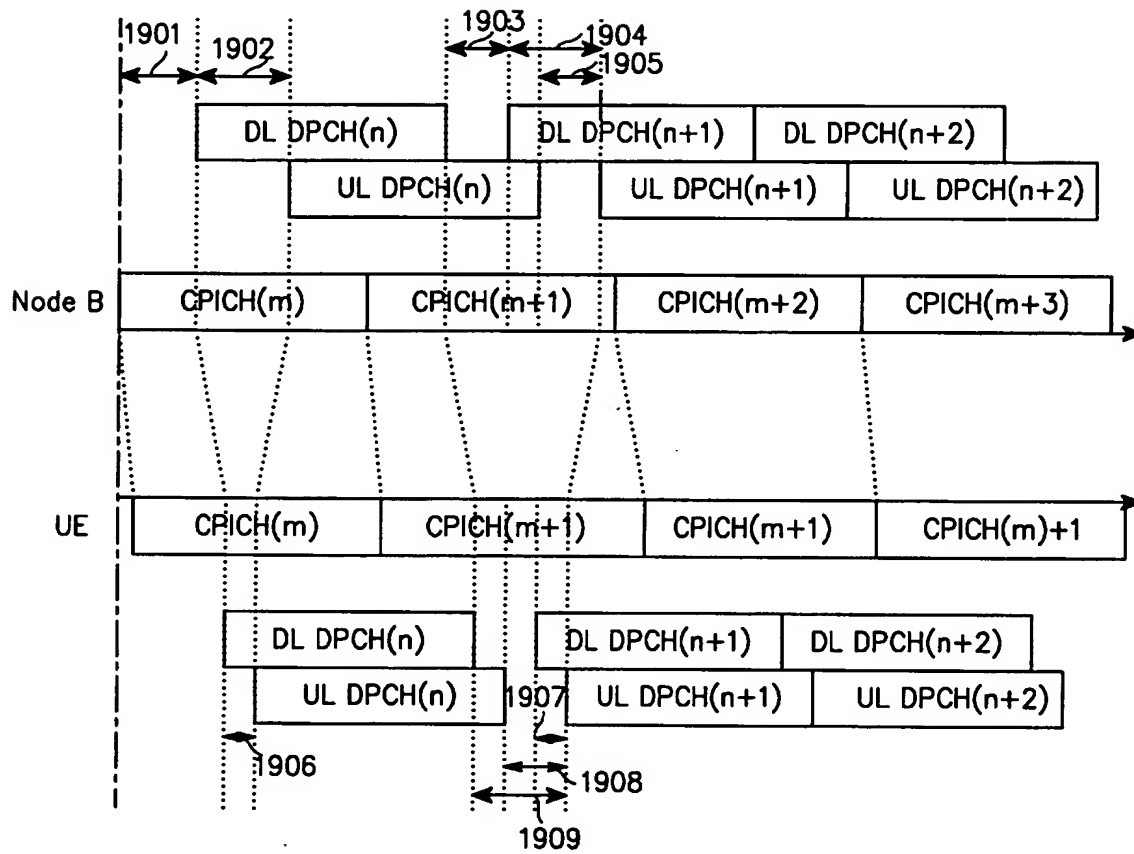 1901
1902
1903
1904
1905
DL DPCH(n)
DL DPCH(n+1)
DL DPCH(n+2)
UL DPCH(n)
UL DPCH(n+1)
UL DPCH(n+2)
Node B
CPICH(m)
CPICH(m+1)
CPICH(m+2)
CPICH(m+3)
UE
CPICH(m)
CPICH(m+1)
CPICH(m+1)
CPICH(m)+1
DL DPCH(n)
DL DPCH(n+1)
DL DPCH(n+2)
UL DPCH(n)
1907
UL DPCH(n+1)
UL DPCH(n+2)
1906
1908
1909